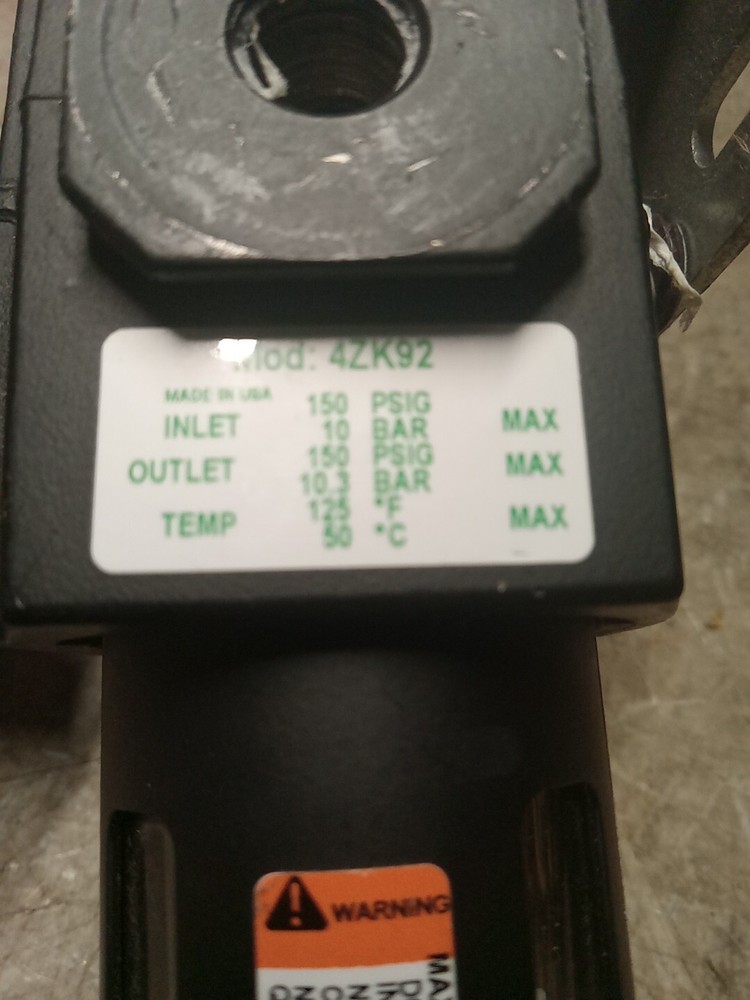 Mod: 4ZK92
MADE IN USA
INLET 150 PSIG MAX
10 BAR
OUTLET 150 PSIG MAX
10.3 BAR
TEMP 125 °F MAX
50 °C
WARNING